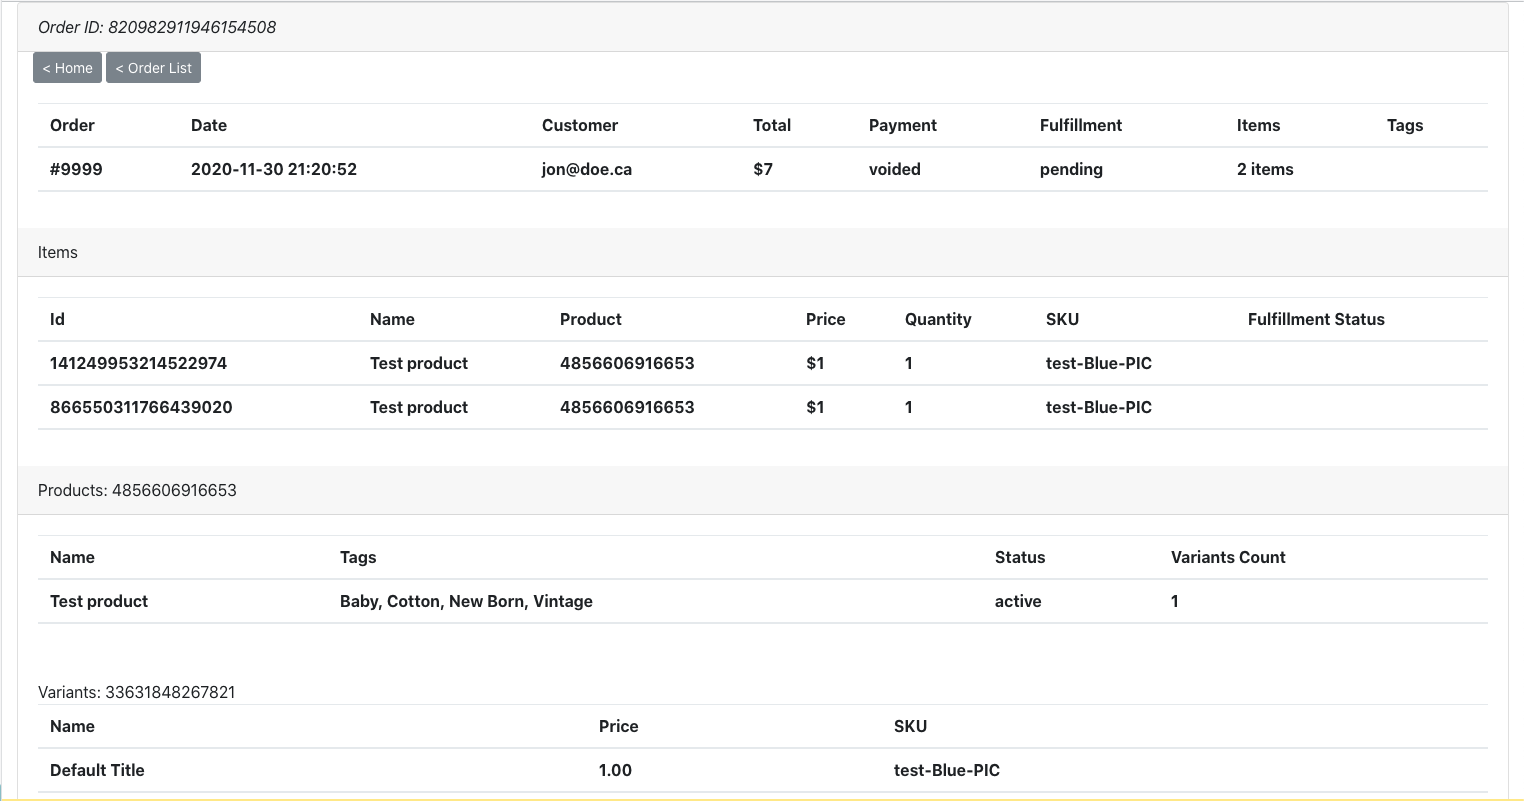 Order ID: 820982911946154508
< Home < Order List
Order Date Customer Total Payment Fulfillment Items Tags
#9999 2020-11-30 21:20:52 jon@doe.ca $7 voided pending 2 items
Items
Id Name Product Price Quantity SKU Fulfillment Status
141249953214522974 Test product 4856606916653 $1 1 test-Blue-PIC
866550311766439020 Test product 4856606916653 $1 1 test-Blue-PIC
Products: 4856606916653
Name Tags Status Variants Count
Test product Baby, Cotton, New Born, Vintage active 1
Variants: 33631848267821
Name Price SKU
Default Title 1.00 test-Blue-PIC